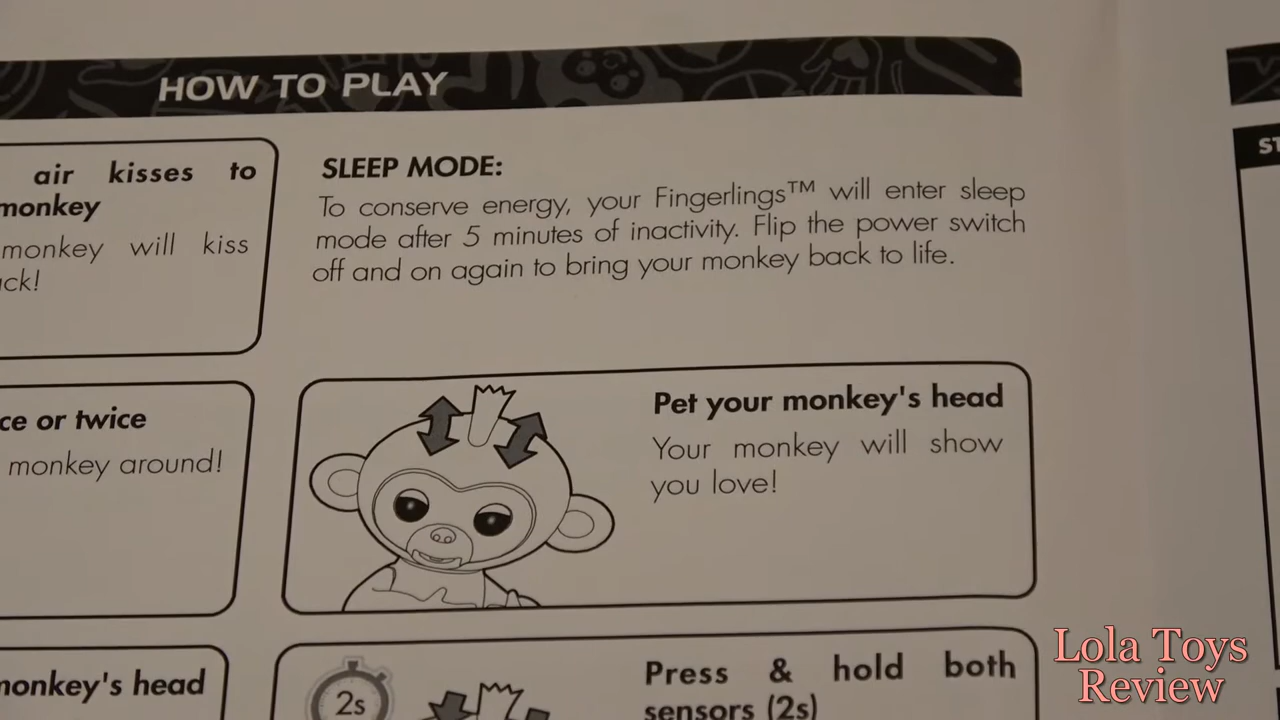 HOW TO PLAY
air kisses to
monkey
monkey will kiss
SLEEP MODE:
To conserve energy, your Fingerlings™ will enter sleep
mode after 5 minutes of inactivity. Flip the power switch
off and on again to bring your monkey back to life.
or twice
monkey around!
Pet your monkey's head
Your monkey will show
you love!
monkey's head
2s
Press & hold both
sensors (2s)
Lola Toys
Review